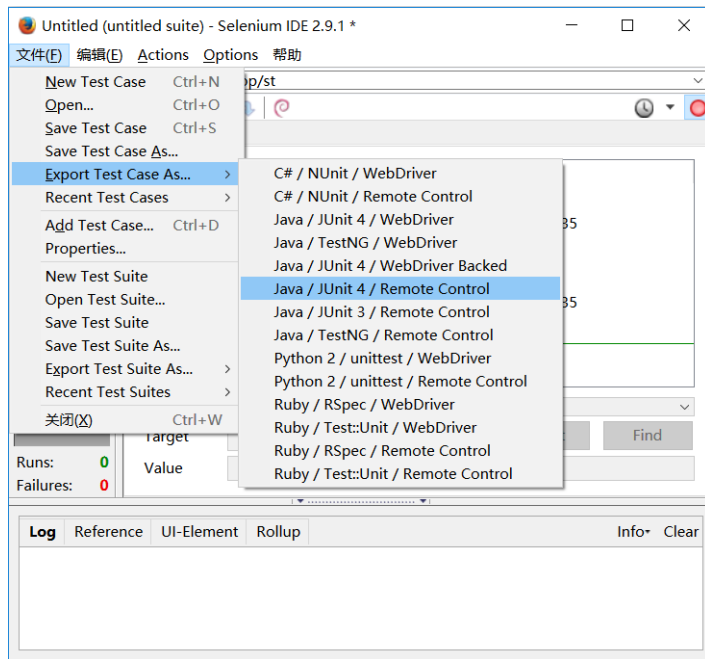 Untitled (untitled suite) - Selenium IDE 2.9.1 *
文件(F) 编辑(E) Actions Options 帮助
New Test Case Ctrl+N
Open... Ctrl+O
Save Test Case Ctrl+S
Save Test Case As...
Export Test Case As... >
Recent Test Cases >
Add Test Case... Ctrl+D
Properties...
New Test Suite
Open Test Suite...
Save Test Suite
Save Test Suite As...
Export Test Suite As... >
Recent Test Suites >
关闭(X) Ctrl+W
C# / NUnit / WebDriver
C# / NUnit / Remote Control
Java / JUnit 4 / WebDriver
Java / TestNG / WebDriver
Java / JUnit 4 / WebDriver Backed
Java / JUnit 4 / Remote Control
Java / JUnit 3 / Remote Control
Java / TestNG / Remote Control
Python 2 / unittest / WebDriver
Python 2 / unittest / Remote Control
Ruby / RSpec / WebDriver
Ruby / Test::Unit / WebDriver
Ruby / RSpec / Remote Control
Ruby / Test::Unit / Remote Control
/st
35
35
Target
Find
Value
Runs: 0
Failures: 0
Log Reference UI-Element Rollup Info Clear